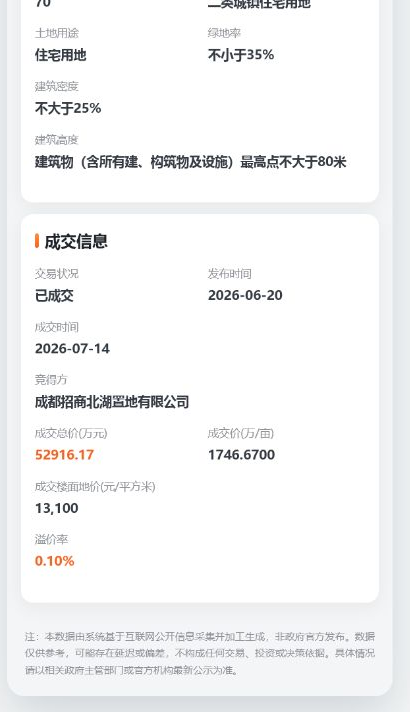 70 二类城镇住宅用地
土地用途 绿地率
住宅用地 不小于35%
建筑密度
不大于25%
建筑高度
建筑物（含所有建、构筑物及设施）最高点不大于80米
成交信息
交易状况 发布时间
已成交 2026-06-20
成交时间
2026-07-14
竞得方
成都招商北湖置地有限公司
成交总价(万元) 成交价(万/亩)
52916.17 1746.6700
成交楼面地价(元/平方米)
13,100
溢价率
0.10%
注：本数据由系统基于互联网公开信息采集并加工生成，非政府官方发布。数据
仅供参考，可能存在延迟或偏差，不构成任何交易、投资或决策依据。具体情况
请以相关政府主管部门或官方机构最新公示为准。